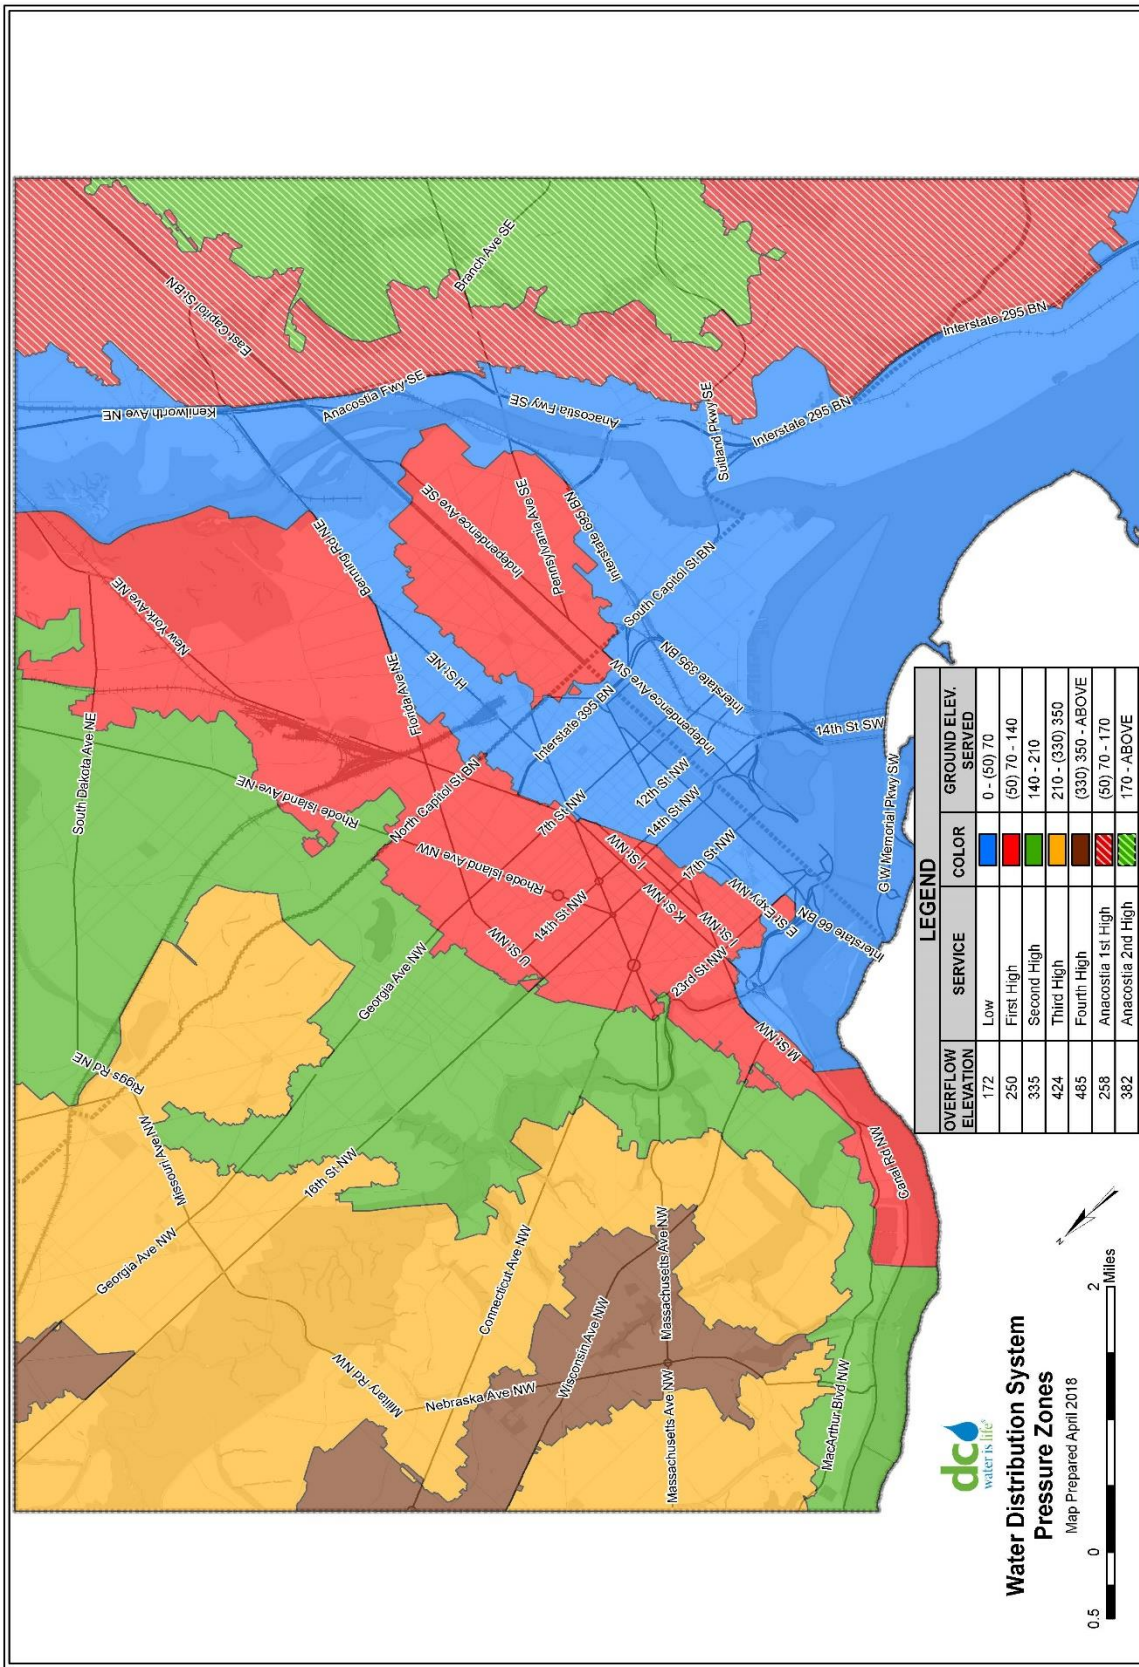 Kenilworth Ave NE
East Capitol St BN
Branch Ave SE
Anacostia Fwy SE
Anacostia Fwy SE
Suitland Pkwy SE
Interstate 295 BN
Interstate 295 BN
New York Ave NE
Benning Rd NE
Independence Ave SE
Pennsylvania Ave SE
Interstate 695 BN
South Capitol St BN
South Dakota Ave NE
Florida Ave NE
H St NE
Rhode Island Ave NE
North Capitol St BN
Interstate 395 BN
Independence Ave SW
Interstate 395 BN
14th St SW
7th St NW
12th St NW
14th St NW
17th St NW
Rhode Island Ave NW
14th St NW
U St NW
I St NW
K St NW
I St NW
23rd St NW
E St Expy NW
Interstate 66 BN
GW Memorial Pkwy SW
Georgia Ave NW
M St NW
Riggs Rd NE
Missouri Ave NW
16th St NW
Georgia Ave NW
Canal Rd NW
Connecticut Ave NW
Military Rd NW
Nebraska Ave NW
Wisconsin Ave NW
Massachusetts Ave NW
Massachusetts Ave NW
MacArthur Blvd NW
dc
water is life®
Water Distribution System
Pressure Zones
Map Prepared April 2018
0.5 0 2
Miles
N
LEGEND
OVERFLOW ELEVATION SERVICE COLOR GROUND ELEV. SERVED
172 Low 0 - (50) 70
250 First High (50) 70 - 140
335 Second High 140 - 210
424 Third High 210 - (330) 350
485 Fourth High (330) 350 - ABOVE
258 Anacostia 1st High (50) 70 - 170
382 Anacostia 2nd High 170 - ABOVE